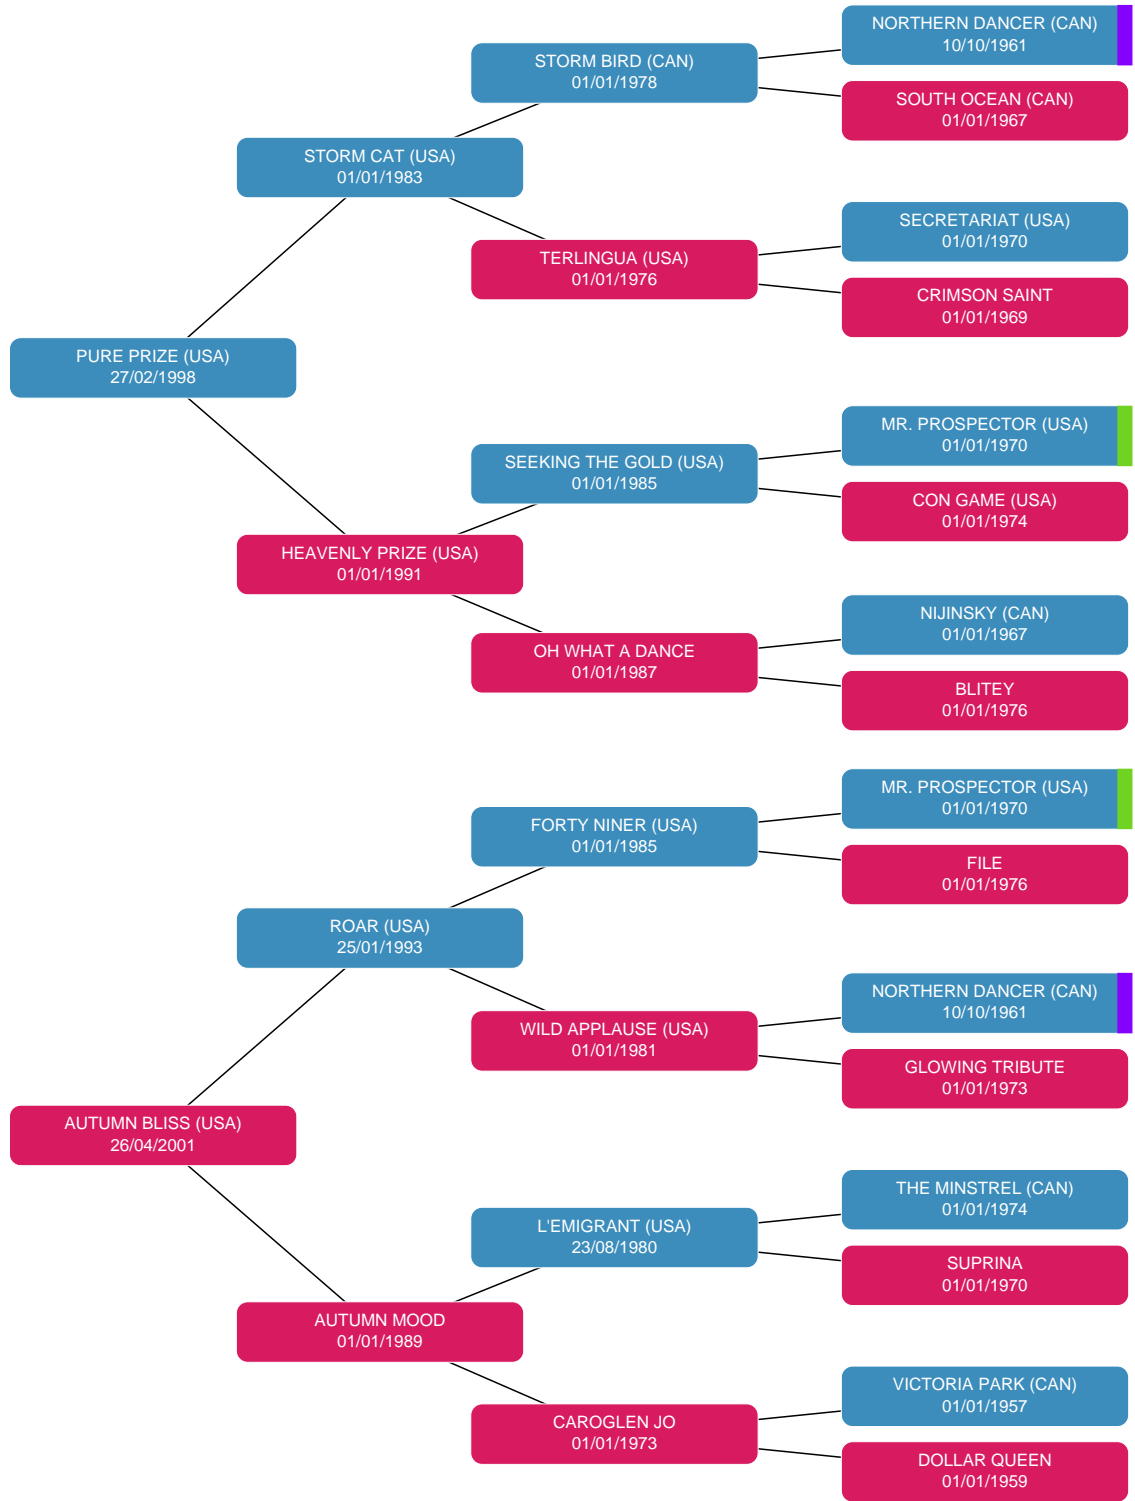 NORTHERN DANCER (CAN)
10/10/1961
STORM BIRD (CAN)
01/01/1978
SOUTH OCEAN (CAN)
01/01/1967
STORM CAT (USA)
01/01/1983
SECRETARIAT (USA)
01/01/1970
TERLINGUA (USA)
01/01/1976
CRIMSON SAINT
01/01/1969
PURE PRIZE (USA)
27/02/1998
MR. PROSPECTOR (USA)
01/01/1970
SEEKING THE GOLD (USA)
01/01/1985
CON GAME (USA)
01/01/1974
HEAVENLY PRIZE (USA)
01/01/1991
NIJINSKY (CAN)
01/01/1967
OH WHAT A DANCE
01/01/1987
BLITEY
01/01/1976
MR. PROSPECTOR (USA)
01/01/1970
FORTY NINER (USA)
01/01/1985
FILE
01/01/1976
ROAR (USA)
25/01/1993
NORTHERN DANCER (CAN)
10/10/1961
WILD APPLAUSE (USA)
01/01/1981
GLOWING TRIBUTE
01/01/1973
AUTUMN BLISS (USA)
26/04/2001
THE MINSTREL (CAN)
01/01/1974
L'EMIGRANT (USA)
23/08/1980
SUPRINA
01/01/1970
AUTUMN MOOD
01/01/1989
VICTORIA PARK (CAN)
01/01/1957
CAROGLEN JO
01/01/1973
DOLLAR QUEEN
01/01/1959